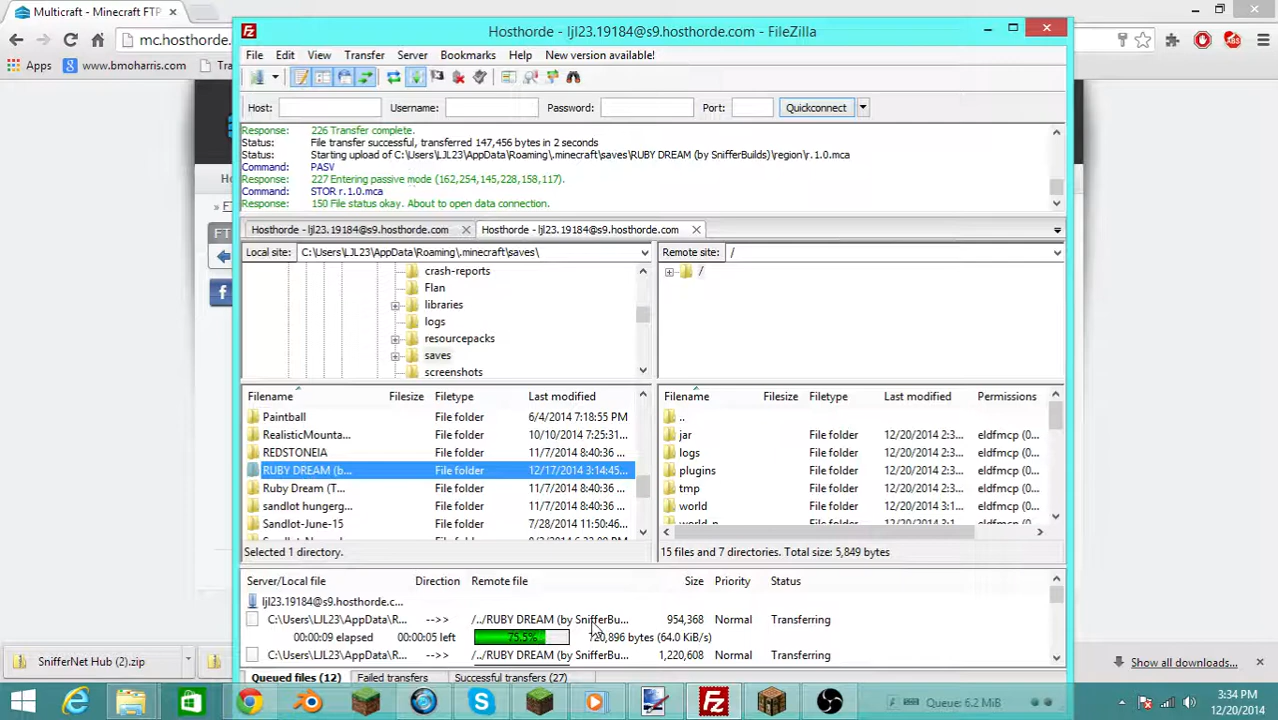 Multicraft - Minecraft FTP
Hosthorde - ljl23.19184@s9.hosthorde.com - FileZilla
mc.hosthorde.
Apps www.bmoharris.com Tra
File Edit View Transfer Server Bookmarks Help New version available!
Host: Username: Password: Port: Quickconnect
Response: 226 Transfer complete.
Status: File transfer successful, transferred 147,456 bytes in 2 seconds
Status: Starting upload of C:\Users\LJL23\AppData\Roaming\.minecraft\saves\RUBY DREAM (by SnifferBuilds)\region\r.1.0.mca
Command: PASV
Response: 227 Entering passive mode (162,254,145,228,158,117).
Command: STOR r.1.0.mca
Response: 150 File status okay. About to open data connection.
Hosthorde - ljl23.19184@s9.hosthorde.com Hosthorde - ljl23.19184@s9.hosthorde.com
Local site: C:\Users\LJL23\AppData\Roaming\.minecraft\saves\ Remote site: /
crash-reports /
Flan
libraries
logs
resourcepacks
saves
screenshots
Filename Filesize Filetype Last modified Filename Filesize Filetype Last modified Permissions
Paintball File folder 6/4/2014 7:18:55 PM ..
RealisticMounta... File folder 10/10/2014 7:25:31... jar File folder 12/20/2014 2:3... eldfmcp (0...
REDSTONEIA File folder 11/7/2014 8:40:36 ... logs File folder 12/20/2014 2:3... eldfmcp (0...
RUBY DREAM (b... File folder 12/17/2014 3:14:45... plugins File folder 12/20/2014 2:3... eldfmcp (0...
Ruby Dream (T... File folder 11/7/2014 8:40:36 ... tmp File folder 12/20/2014 2:3... eldfmcp (0...
sandlot hungerg... File folder 11/7/2014 8:40:36 ... world File folder 12/20/2014 3:1... eldfmcp (0...
Sandlot-June-15 File folder 7/28/2014 11:50:46...
Selected 1 directory. 15 files and 7 directories. Total size: 5,849 bytes
Server/Local file Direction Remote file Size Priority Status
ljl23.19184@s9.hosthorde.c...
C:\Users\LJL23\AppData\R... -->> /../RUBY DREAM (by SnifferBu... 954,368 Normal Transferring
00:00:09 elapsed 00:00:05 left 75.5% 720,896 bytes (64.0 KiB/s)
C:\Users\LJL23\AppData\R... -->> /../RUBY DREAM (by SnifferBu... 1,220,608 Normal Transferring
SnifferNet Hub (2).zip Show all downloads...
Queued files (12) Failed transfers Successful transfers (27)
Queue: 6.2 MiB
3:34 PM
12/20/2014